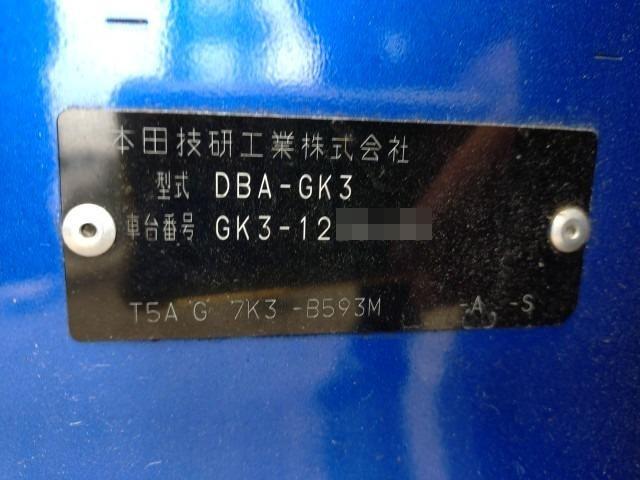 本田技研工業株式会社
型式 DBA-GK3
車台番号 GK3-12
T5A G 7K3 -B593M -A -S